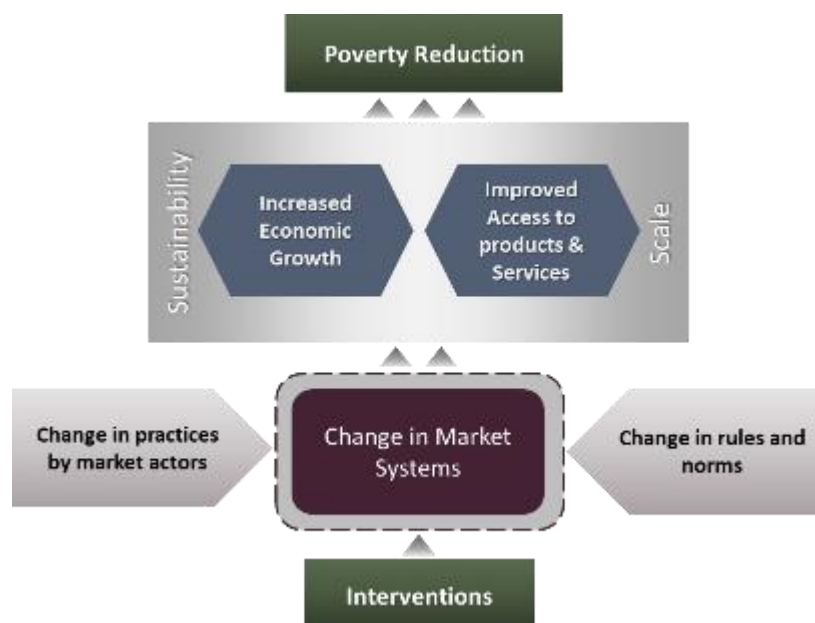 Poverty Reduction
Sustainability
Increased
Economic
Growth
Improved
Access to
products &
Services
Scale
Change in practices
by market actors
Change in Market
Systems
Change in rules and
norms
Interventions